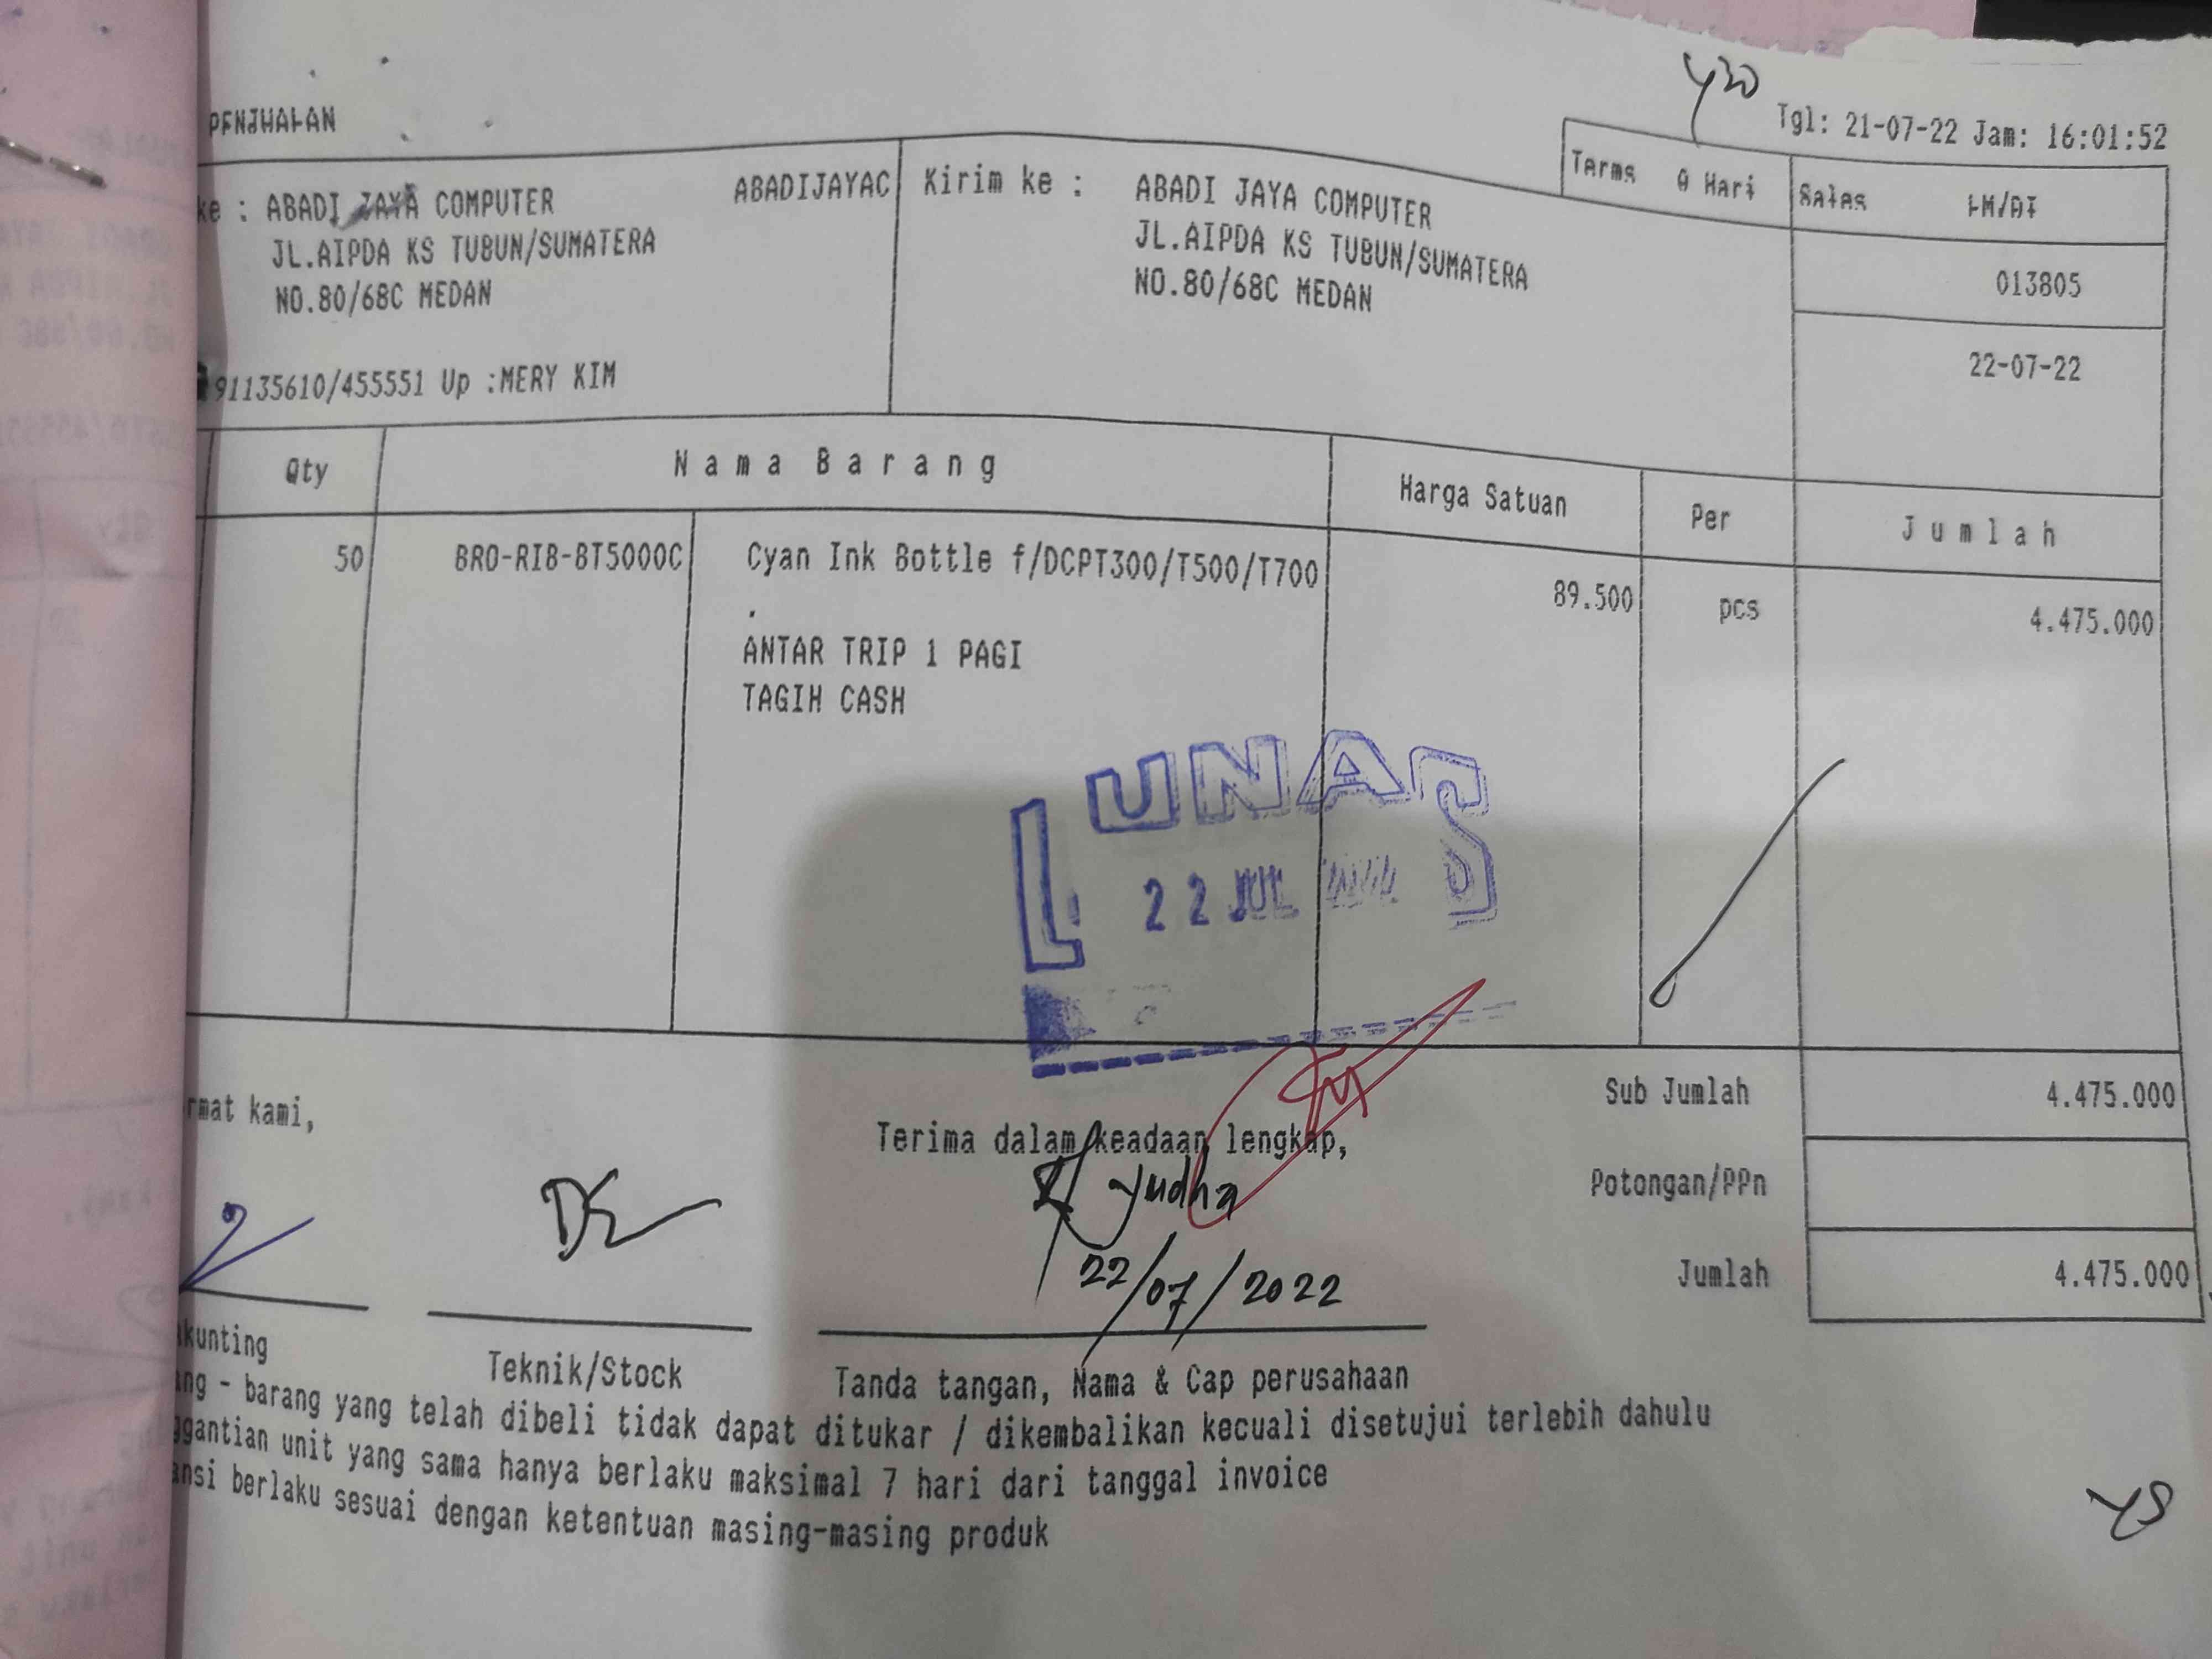 PENJUALAN
Tgl: 21-07-22 Jam: 16:01:52
ke : ABADI JAYA COMPUTER ABADIJAYAC
JL.AIPDA KS TUBUN/SUMATERA
NO.80/68C MEDAN
91135610/455551 Up :MERY KIM
Kirim ke : ABADI JAYA COMPUTER
JL.AIPDA KS TUBUN/SUMATERA
NO.80/68C MEDAN
Terms 0 Hari
Sales
013805
22-07-22
Qty Nama Barang Harga Satuan Per Jumlah
50 BRO-RIB-BT5000C Cyan Ink Bottle f/DCPT300/T500/T700 89.500 pcs 4.475.000
.
ANTAR TRIP 1 PAGI
TAGIH CASH
LUNAS
22 JUL
Sub Jumlah 4.475.000
Potongan/PPn
Jumlah 4.475.000
rmat kami,
Terima dalam keadaan lengkap,
yudha
22/07/2022
akunting
Teknik/Stock
Tanda tangan, Nama & Cap perusahaan
ang - barang yang telah dibeli tidak dapat ditukar / dikembalikan kecuali disetujui terlebih dahulu
ggantian unit yang sama hanya berlaku maksimal 7 hari dari tanggal invoice
ansi berlaku sesuai dengan ketentuan masing-masing produk